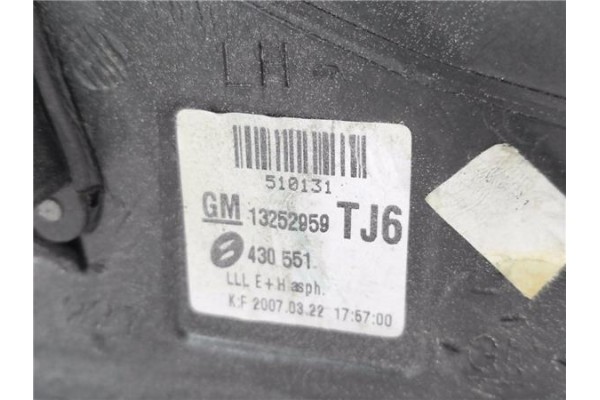 LH
510131
GM 13252959 TJ6
430 551
LLL E+H asph.
K:F 2007.03.22 17:57:00